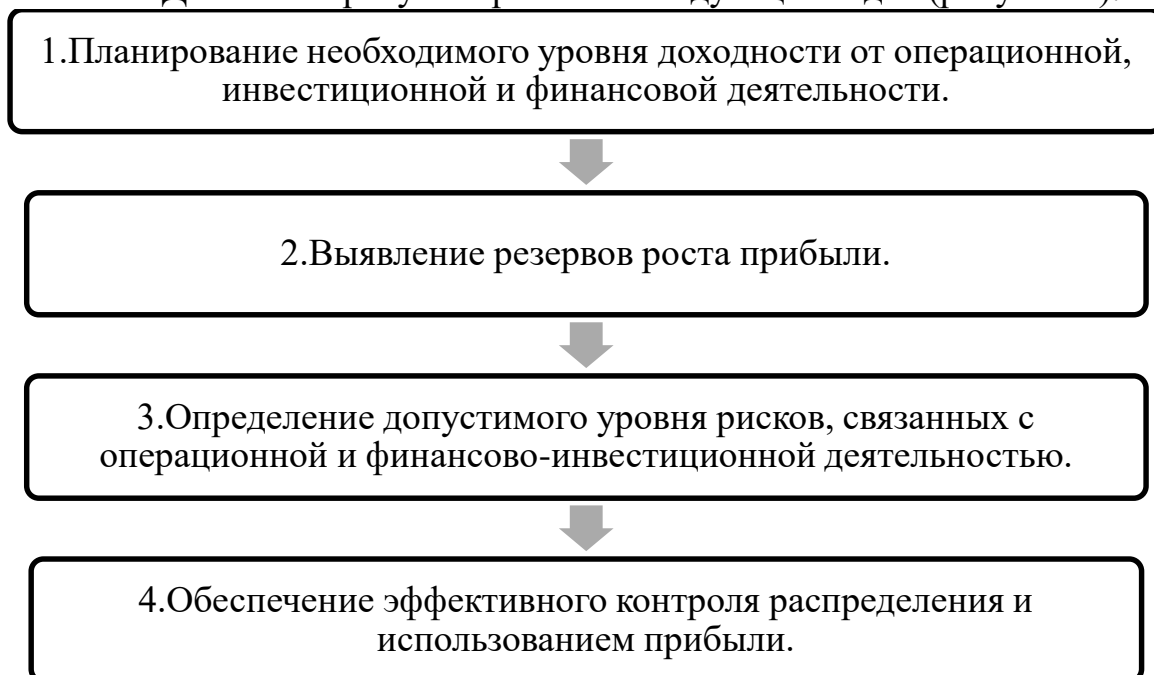 1.Планирование необходимого уровня доходности от операционной,
инвестиционной и финансовой деятельности.
2.Выявление резервов роста прибыли.
3.Определение допустимого уровня рисков, связанных с
операционной и финансово-инвестиционной деятельностью.
4.Обеспечение эффективного контроля распределения и
использованием прибыли.